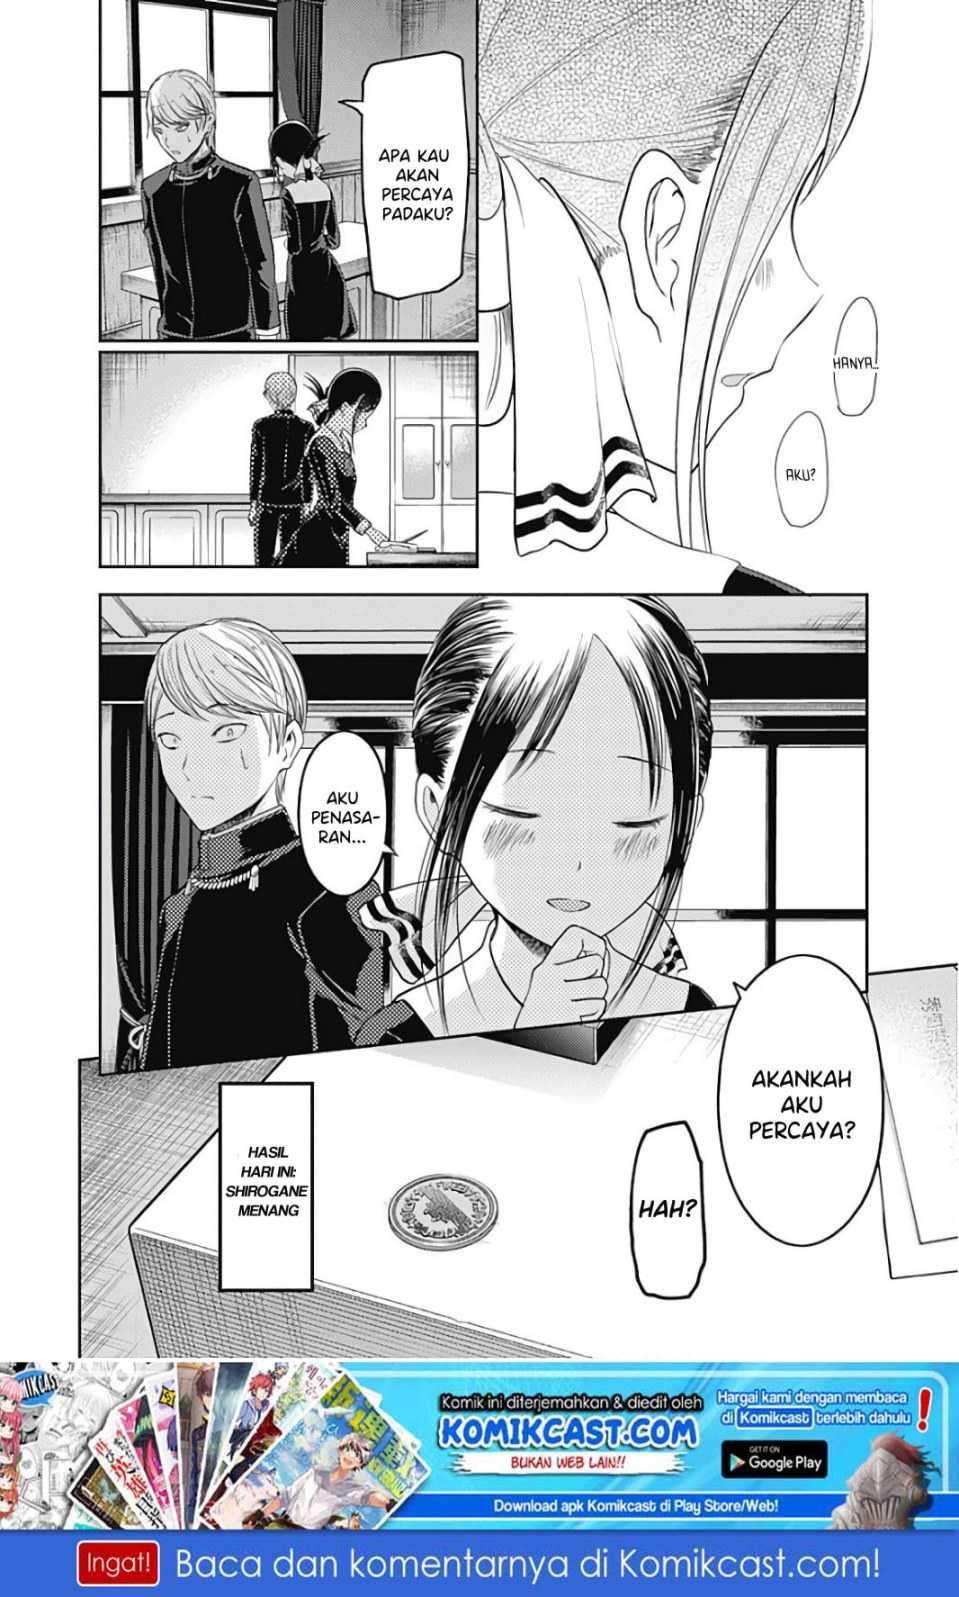 HANYA...
AKU?
APA KAU
AKAN
PERCAYA
PADAKU?
AKU
PENASA-
RAN...
AKANKAH
AKU
PERCAYA?
HAH?
HASIL
HARI INI:
SHIROGANE
MENANG
Komik ini diterjemahkan & diedit oleh
KOMIKCAST.COM
BUKAN WEB LAIN!!
Hargai kami dengan membaca
di Komikcast terlebih dahulu !
GET IT ON
Google Play
Download apk Komikcast di Play Store/Web!
Ingat! Baca dan komentarnya di Komikcast.com!